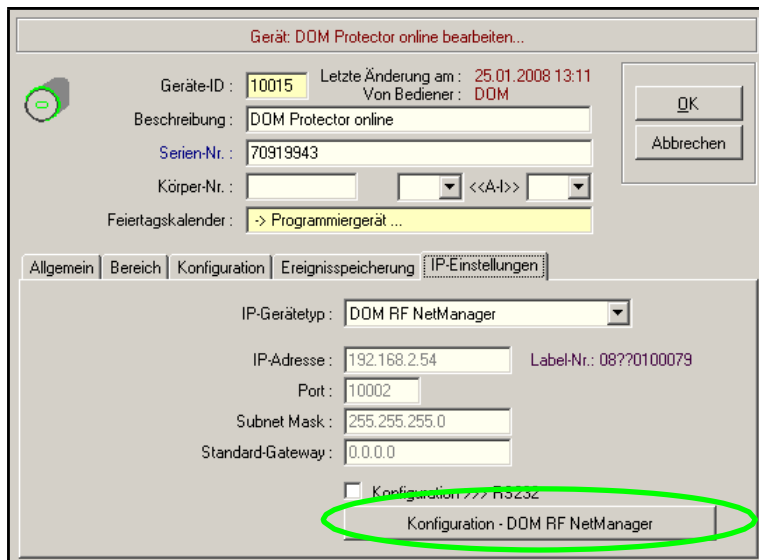 Gerät: DOM Protector online bearbeiten...
Geräte-ID : 10015 Letzte Änderung am : 25.01.2008 13:11
Von Bediener : DOM
OK
Beschreibung : DOM Protector online
Abbrechen
Serien-Nr. : 70919943
Körper-Nr. : <<A-I>>
Feiertagskalender : -> Programmiergerät ...
Allgemein Bereich Konfiguration Ereignisspeicherung IP-Einstellungen
IP-Gerätetyp : DOM RF NetManager
IP-Adresse : 192.168.2.54 Label-Nr.: 08??0100079
Port : 10002
Subnet Mask : 255.255.255.0
Standard-Gateway : 0.0.0.0
Konfiguration >>> RS232
Konfiguration - DOM RF NetManager